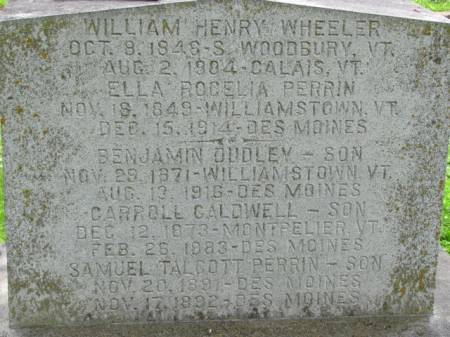 WILLIAM HENRY WHEELER
OCT. 8. 1846-S. WOODBURY, VT.
AUG. 2. 1904-CALAIS, VT.
ELLA ROCELIA PERRIN
NOV. 18. 1849-WILLIAMSTOWN, VT.
DEC. 15. 1914-DES MOINES
BENJAMIN DUDLEY - SON
NOV. 29. 1871-WILLIAMSTOWN, VT.
AUG. 13. 1916-DES MOINES
CARROLL CALDWELL - SON
DEC. 12. 1873-MONTPELIER, VT.
FEB. 26. 1883-DES MOINES
SAMUEL TALCOTT PERRIN - SON
NOV. 20. 1891-DES MOINES
NOV. 17. 1892-DES MOINES